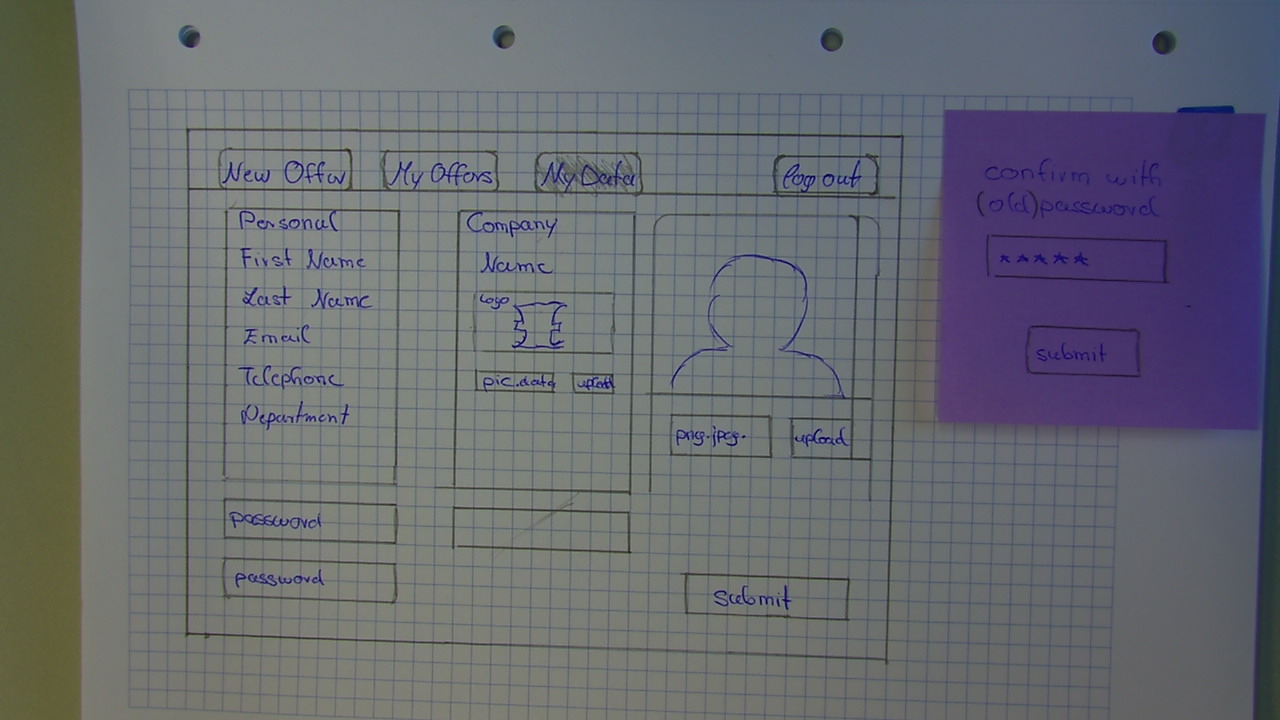 New Offer
My Offers
My Data
Log out
Personal
First Name
Last Name
Email
Telephone
Department
password
password
Company
Name
Logo
pic.data
upload
png.jpeg.
upload
submit
confirm with
(old)password
*****
submit